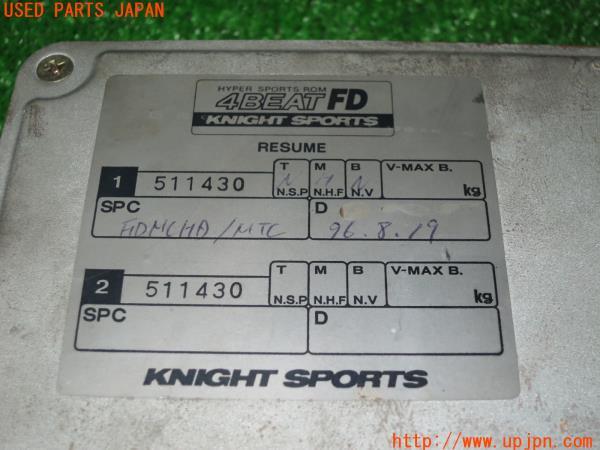 USED PARTS JAPAN
HYPER SPORTS ROM
4BEAT FD
KNIGHT SPORTS
RESUME
1 511430 T N N.S.P M H N.H.F B N N.V V-MAX B. kg
SPC /MTC D 96.8.19
2 511430 T N.S.P M N.H.F B N.V V-MAX B. kg
SPC D
KNIGHT SPORTS
http://www.upjpn.com/